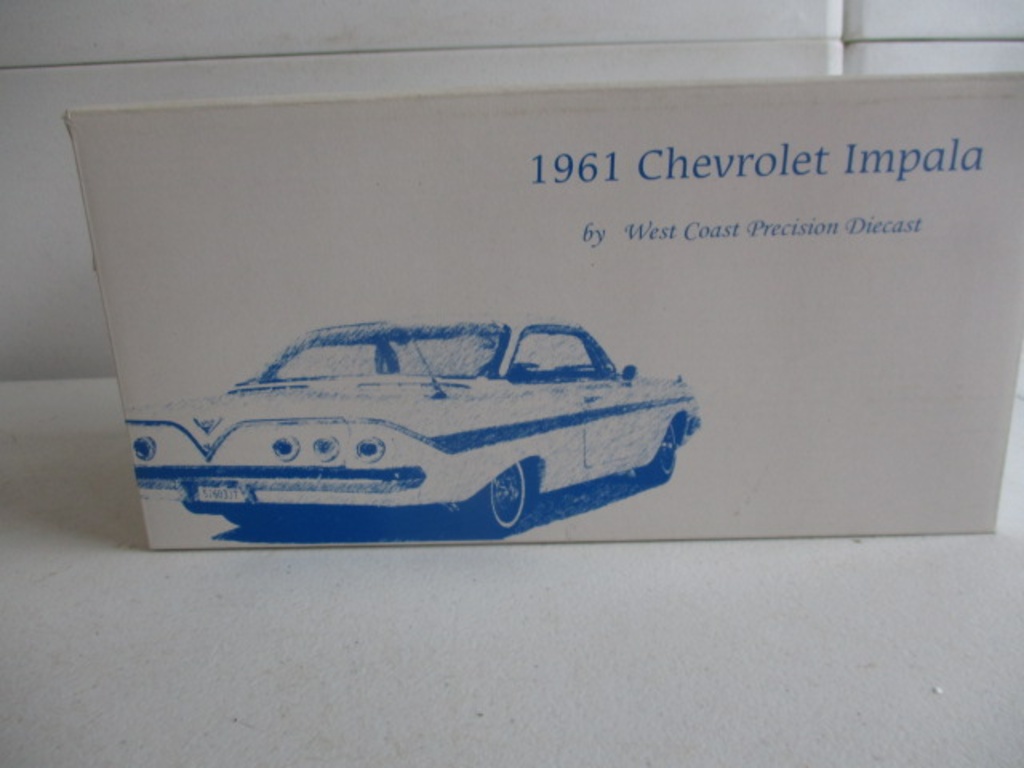 1961 Chevrolet Impala
by West Coast Precision Diecast